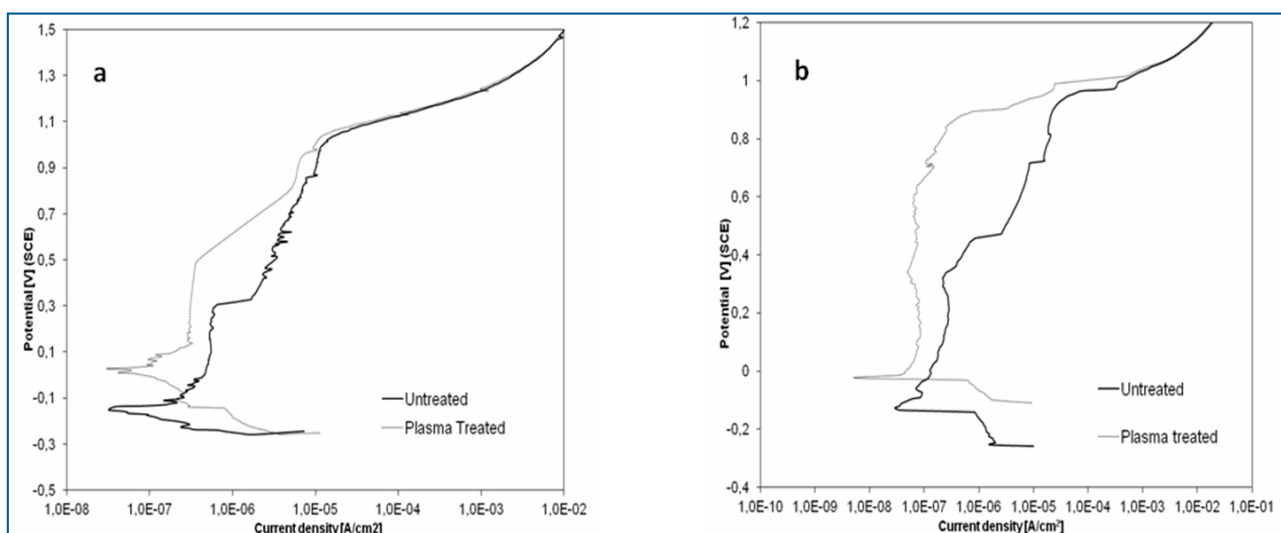 a
1,5
1,3
1,1
0,9
0,7
0,5
0,3
0,1
-0,1
-0,3
-0,5
Potential [V] (SCE)
Untreated
Plasma Treated
1,0E-08 1,0E-07 1,0E-06 1,0E-05 1,0E-04 1,0E-03 1,0E-02
Current density [A/cm2]
b
1,2
1
0,8
0,6
0,4
0,2
0
-0,2
-0,4
Potential [V] (SCE)
Untreated
Plasma treated
1,0E-10 1,0E-09 1,0E-08 1,0E-07 1,0E-06 1,0E-05 1,0E-04 1,0E-03 1,0E-02 1,0E-01
Current density [A/cm²]